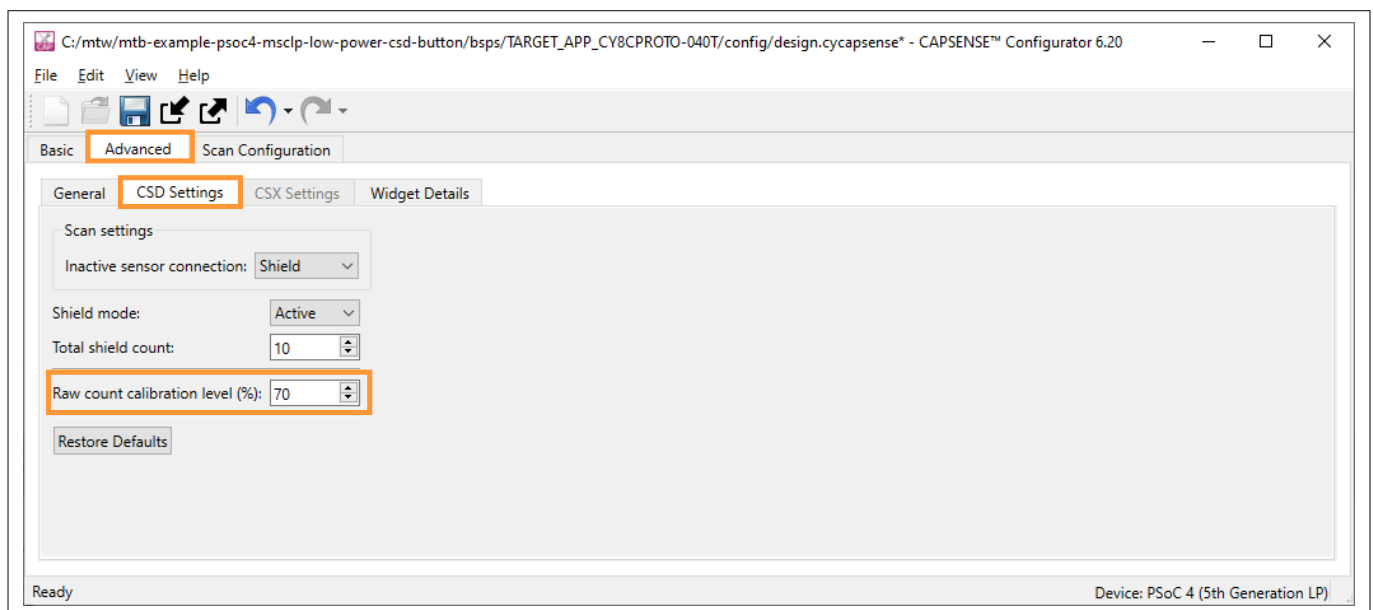 C:/mtw/mtb-example-psoc4-msclp-low-power-csd-button/bsps/TARGET_APP_CY8CPROTO-040T/config/design.cycapsense* - CAPSENSE™ Configurator 6.20
File Edit View Help
Basic Advanced Scan Configuration
General CSD Settings CSX Settings Widget Details
Scan settings
Inactive sensor connection: Shield
Shield mode: Active
Total shield count: 10
Raw count calibration level (%): 70
Restore Defaults
Ready Device: PSoC 4 (5th Generation LP)